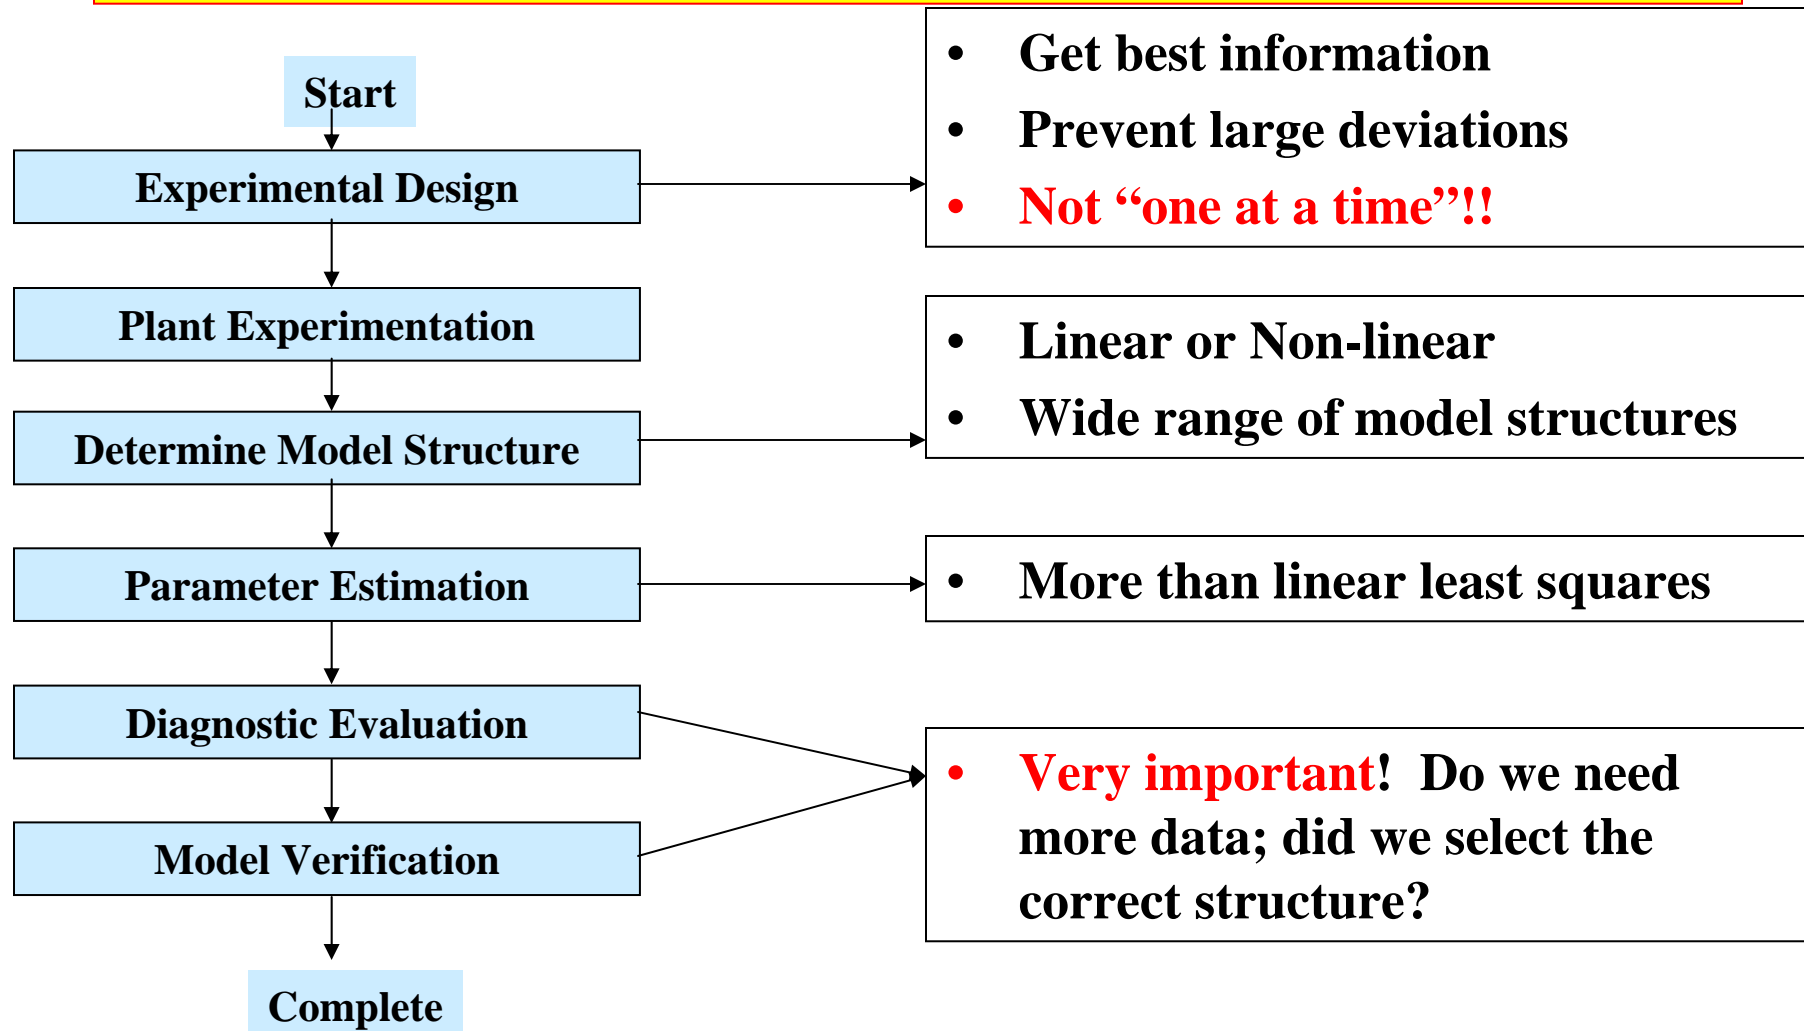 Start
Experimental Design
Plant Experimentation
Determine Model Structure
Parameter Estimation
Diagnostic Evaluation
Model Verification
Complete
• Get best information
• Prevent large deviations
• Not “one at a time”!!
• Linear or Non-linear
• Wide range of model structures
• More than linear least squares
• Very important! Do we need
more data; did we select the
correct structure?